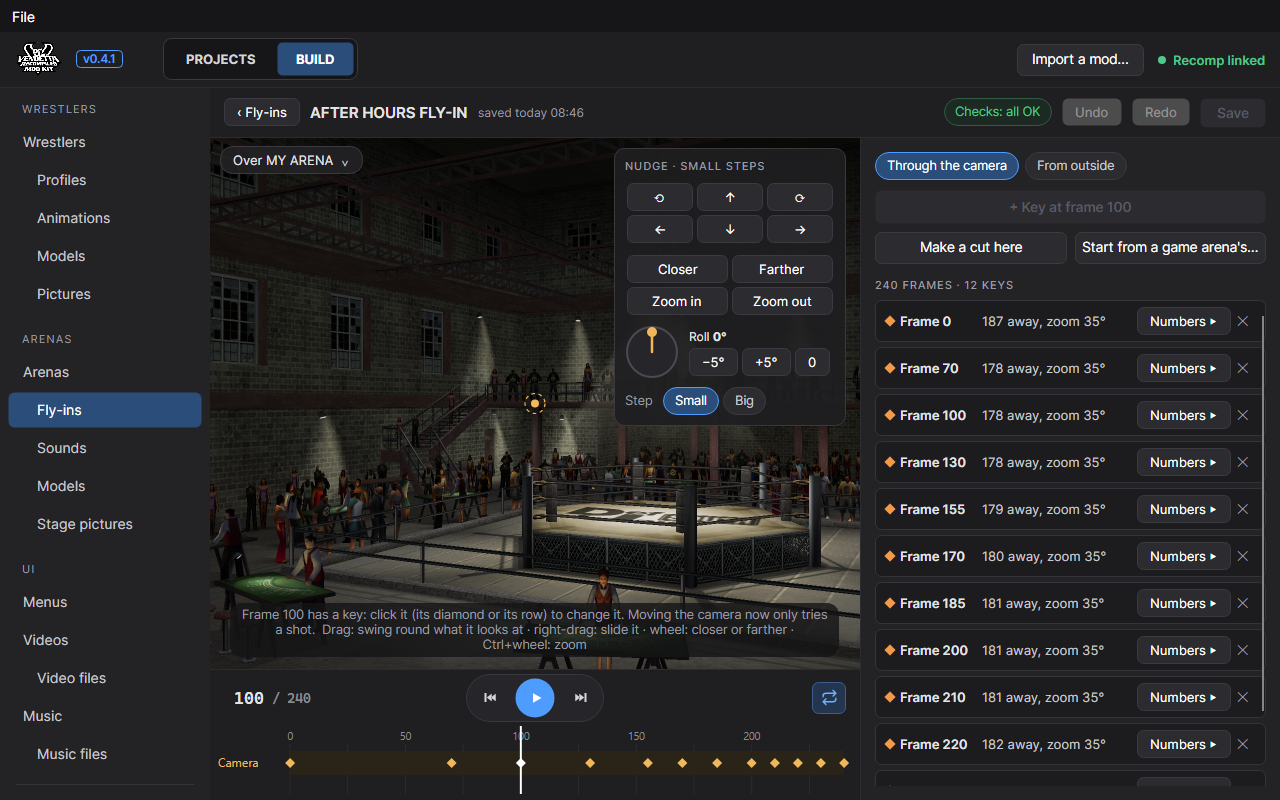 File
VENDETTA
MOD KIT
v0.4.1
PROJECTS
BUILD
Import a mod...
Recomp linked
WRESTLERS
Wrestlers
Profiles
Animations
Models
Pictures
ARENAS
Arenas
Fly-ins
Sounds
Models
Stage pictures
UI
Menus
Videos
Video files
Music
Music files
‹ Fly-ins
AFTER HOURS FLY-IN
saved today 08:46
Checks: all OK
Undo
Redo
Save
Over MY ARENA
NUDGE · SMALL STEPS
Closer
Farther
Zoom in
Zoom out
Roll 0°
−5°
+5°
0
Step
Small
Big
Frame 100 has a key: click it (its diamond or its row) to change it. Moving the camera now only tries
a shot. Drag: swing round what it looks at · right-drag: slide it · wheel: closer or farther ·
Ctrl+wheel: zoom
100 / 240
0
50
100
150
200
Camera
Through the camera
From outside
+ Key at frame 100
Make a cut here
Start from a game arena's...
240 FRAMES · 12 KEYS
Frame 0 187 away, zoom 35° Numbers
Frame 70 178 away, zoom 35° Numbers
Frame 100 178 away, zoom 35° Numbers
Frame 130 178 away, zoom 35° Numbers
Frame 155 179 away, zoom 35° Numbers
Frame 170 180 away, zoom 35° Numbers
Frame 185 181 away, zoom 35° Numbers
Frame 200 181 away, zoom 35° Numbers
Frame 210 181 away, zoom 35° Numbers
Frame 220 182 away, zoom 35° Numbers